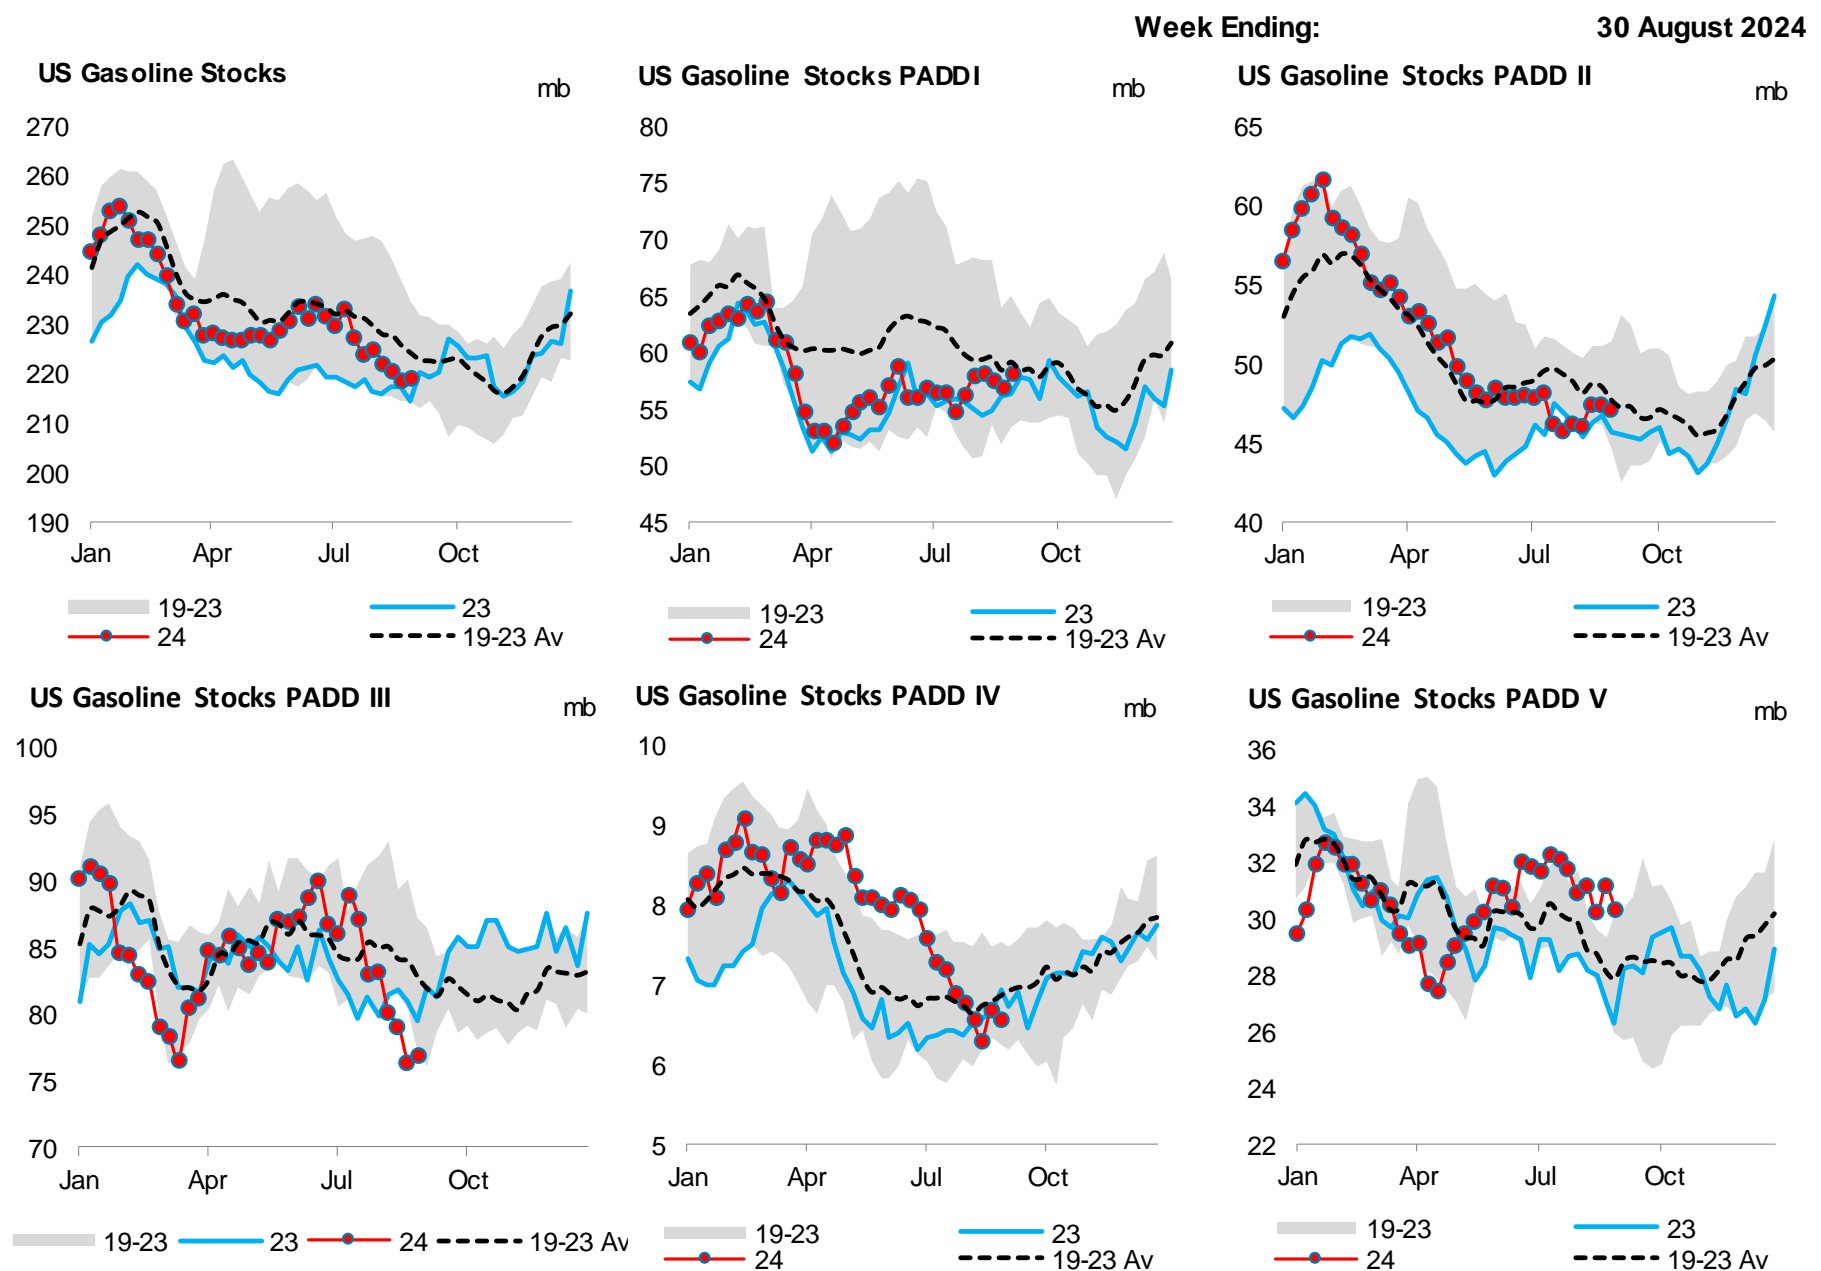 Week Ending: 30 August 2024
US Gasoline Stocks
mb
270
260
250
240
230
220
210
200
190
Jan Apr Jul Oct
19-23 23
24 19-23 Av
US Gasoline Stocks PADD I
mb
80
75
70
65
60
55
50
45
Jan Apr Jul Oct
19-23 23
24 19-23 Av
US Gasoline Stocks PADD II
mb
65
60
55
50
45
40
Jan Apr Jul Oct
19-23 23
24 19-23 Av
US Gasoline Stocks PADD III
mb
100
95
90
85
80
75
70
Jan Apr Jul Oct
19-23 23 24 19-23 Av
US Gasoline Stocks PADD IV
mb
10
9
8
7
6
5
Jan Apr Jul Oct
19-23 23
24 19-23 Av
US Gasoline Stocks PADD V
mb
36
34
32
30
28
26
24
22
Jan Apr Jul Oct
19-23 23
24 19-23 Av